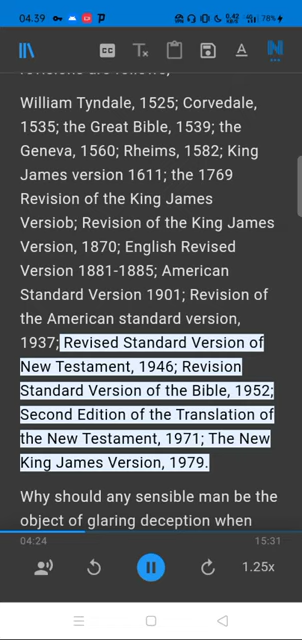 04.39
78%
revisions are follows;
William Tyndale, 1525; Corvedale,
1535; the Great Bible, 1539; the
Geneva, 1560; Rheims, 1582; King
James version 1611; the 1769
Revision of the King James
Versiob; Revision of the King James
Version, 1870; English Revised
Version 1881-1885; American
Standard Version 1901; Revision of
the American standard version,
1937; Revised Standard Version of
New Testament, 1946; Revision
Standard Version of the Bible, 1952;
Second Edition of the Translation of
the New Testament, 1971; The New
King James Version, 1979.
Why should any sensible man be the
object of glaring deception when
04:24 15:31
1.25x